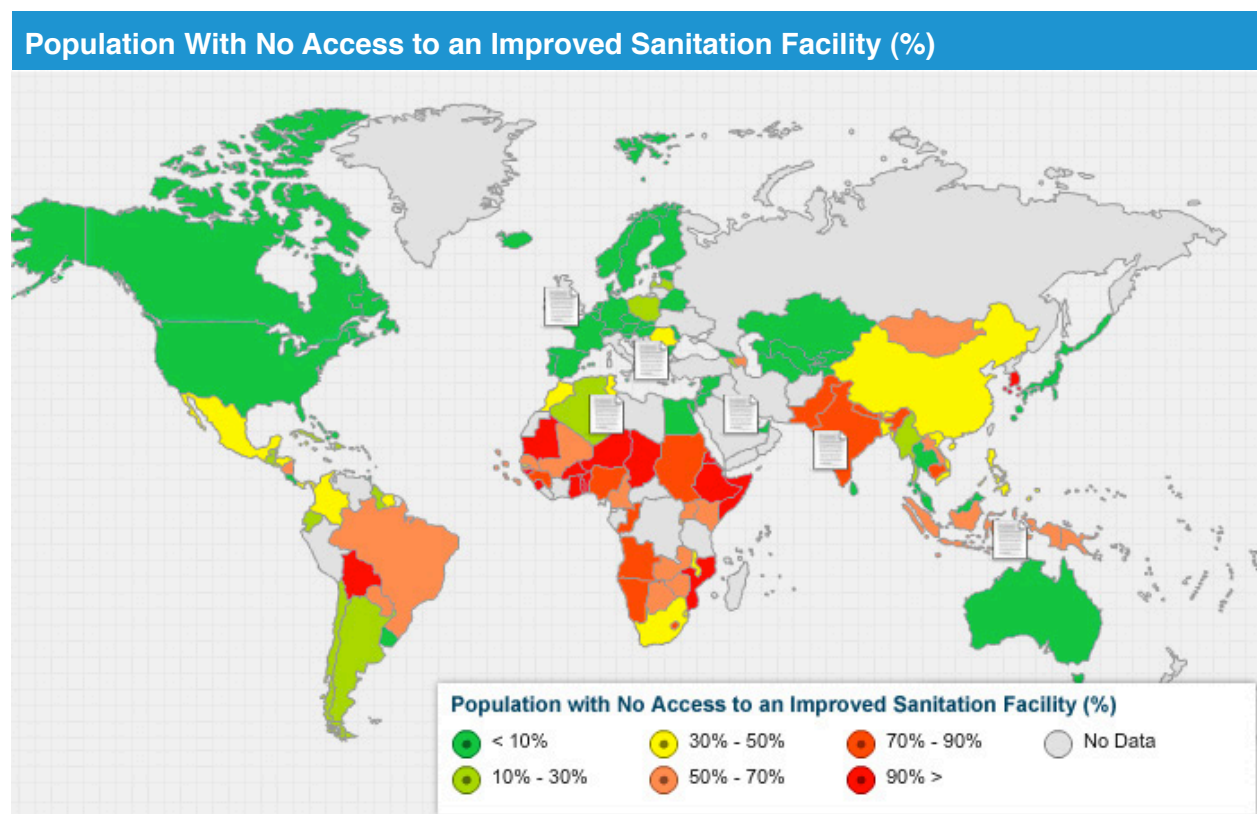 Population With No Access to an Improved Sanitation Facility (%)
Population with No Access to an Improved Sanitation Facility (%)
< 10%
30% - 50%
70% - 90%
No Data
10% - 30%
50% - 70%
90% >